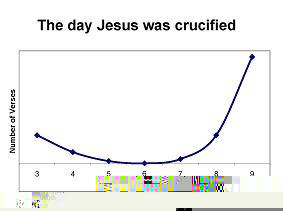 The day Jesus was crucified
Number of Verses
3 4 5 6 7 8 9